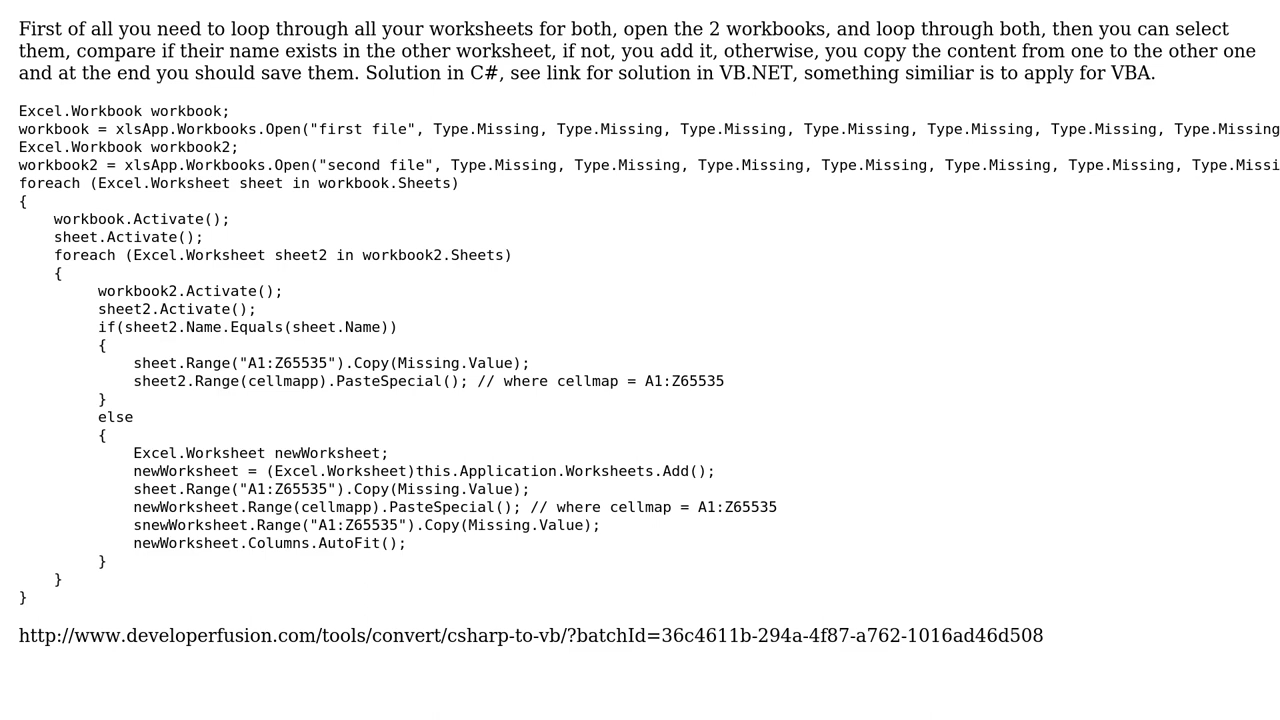 First of all you need to loop through all your worksheets for both, open the 2 workbooks, and loop through both, then you can select
them, compare if their name exists in the other worksheet, if not, you add it, otherwise, you copy the content from one to the other one
and at the end you should save them. Solution in C#, see link for solution in VB.NET, something similiar is to apply for VBA.
Excel.Workbook workbook;
workbook = xlsApp.Workbooks.Open("first file", Type.Missing, Type.Missing, Type.Missing, Type.Missing, Type.Missing, Type.Missing, Type.Missing
Excel.Workbook workbook2;
workbook2 = xlsApp.Workbooks.Open("second file", Type.Missing, Type.Missing, Type.Missing, Type.Missing, Type.Missing, Type.Missing, Type.Missi
foreach (Excel.Worksheet sheet in workbook.Sheets)
{
    workbook.Activate();
    sheet.Activate();
    foreach (Excel.Worksheet sheet2 in workbook2.Sheets)
    {
         workbook2.Activate();
         sheet2.Activate();
         if(sheet2.Name.Equals(sheet.Name))
         {
             sheet.Range("A1:Z65535").Copy(Missing.Value);
             sheet2.Range(cellmapp).PasteSpecial(); // where cellmap = A1:Z65535
         }
         else
         {
             Excel.Worksheet newWorksheet;
             newWorksheet = (Excel.Worksheet)this.Application.Worksheets.Add();
             sheet.Range("A1:Z65535").Copy(Missing.Value);
             newWorksheet.Range(cellmapp).PasteSpecial(); // where cellmap = A1:Z65535
             snewWorksheet.Range("A1:Z65535").Copy(Missing.Value);
             newWorksheet.Columns.AutoFit();
         }
    }
}
http://www.developerfusion.com/tools/convert/csharp-to-vb/?batchId=36c4611b-294a-4f87-a762-1016ad46d508